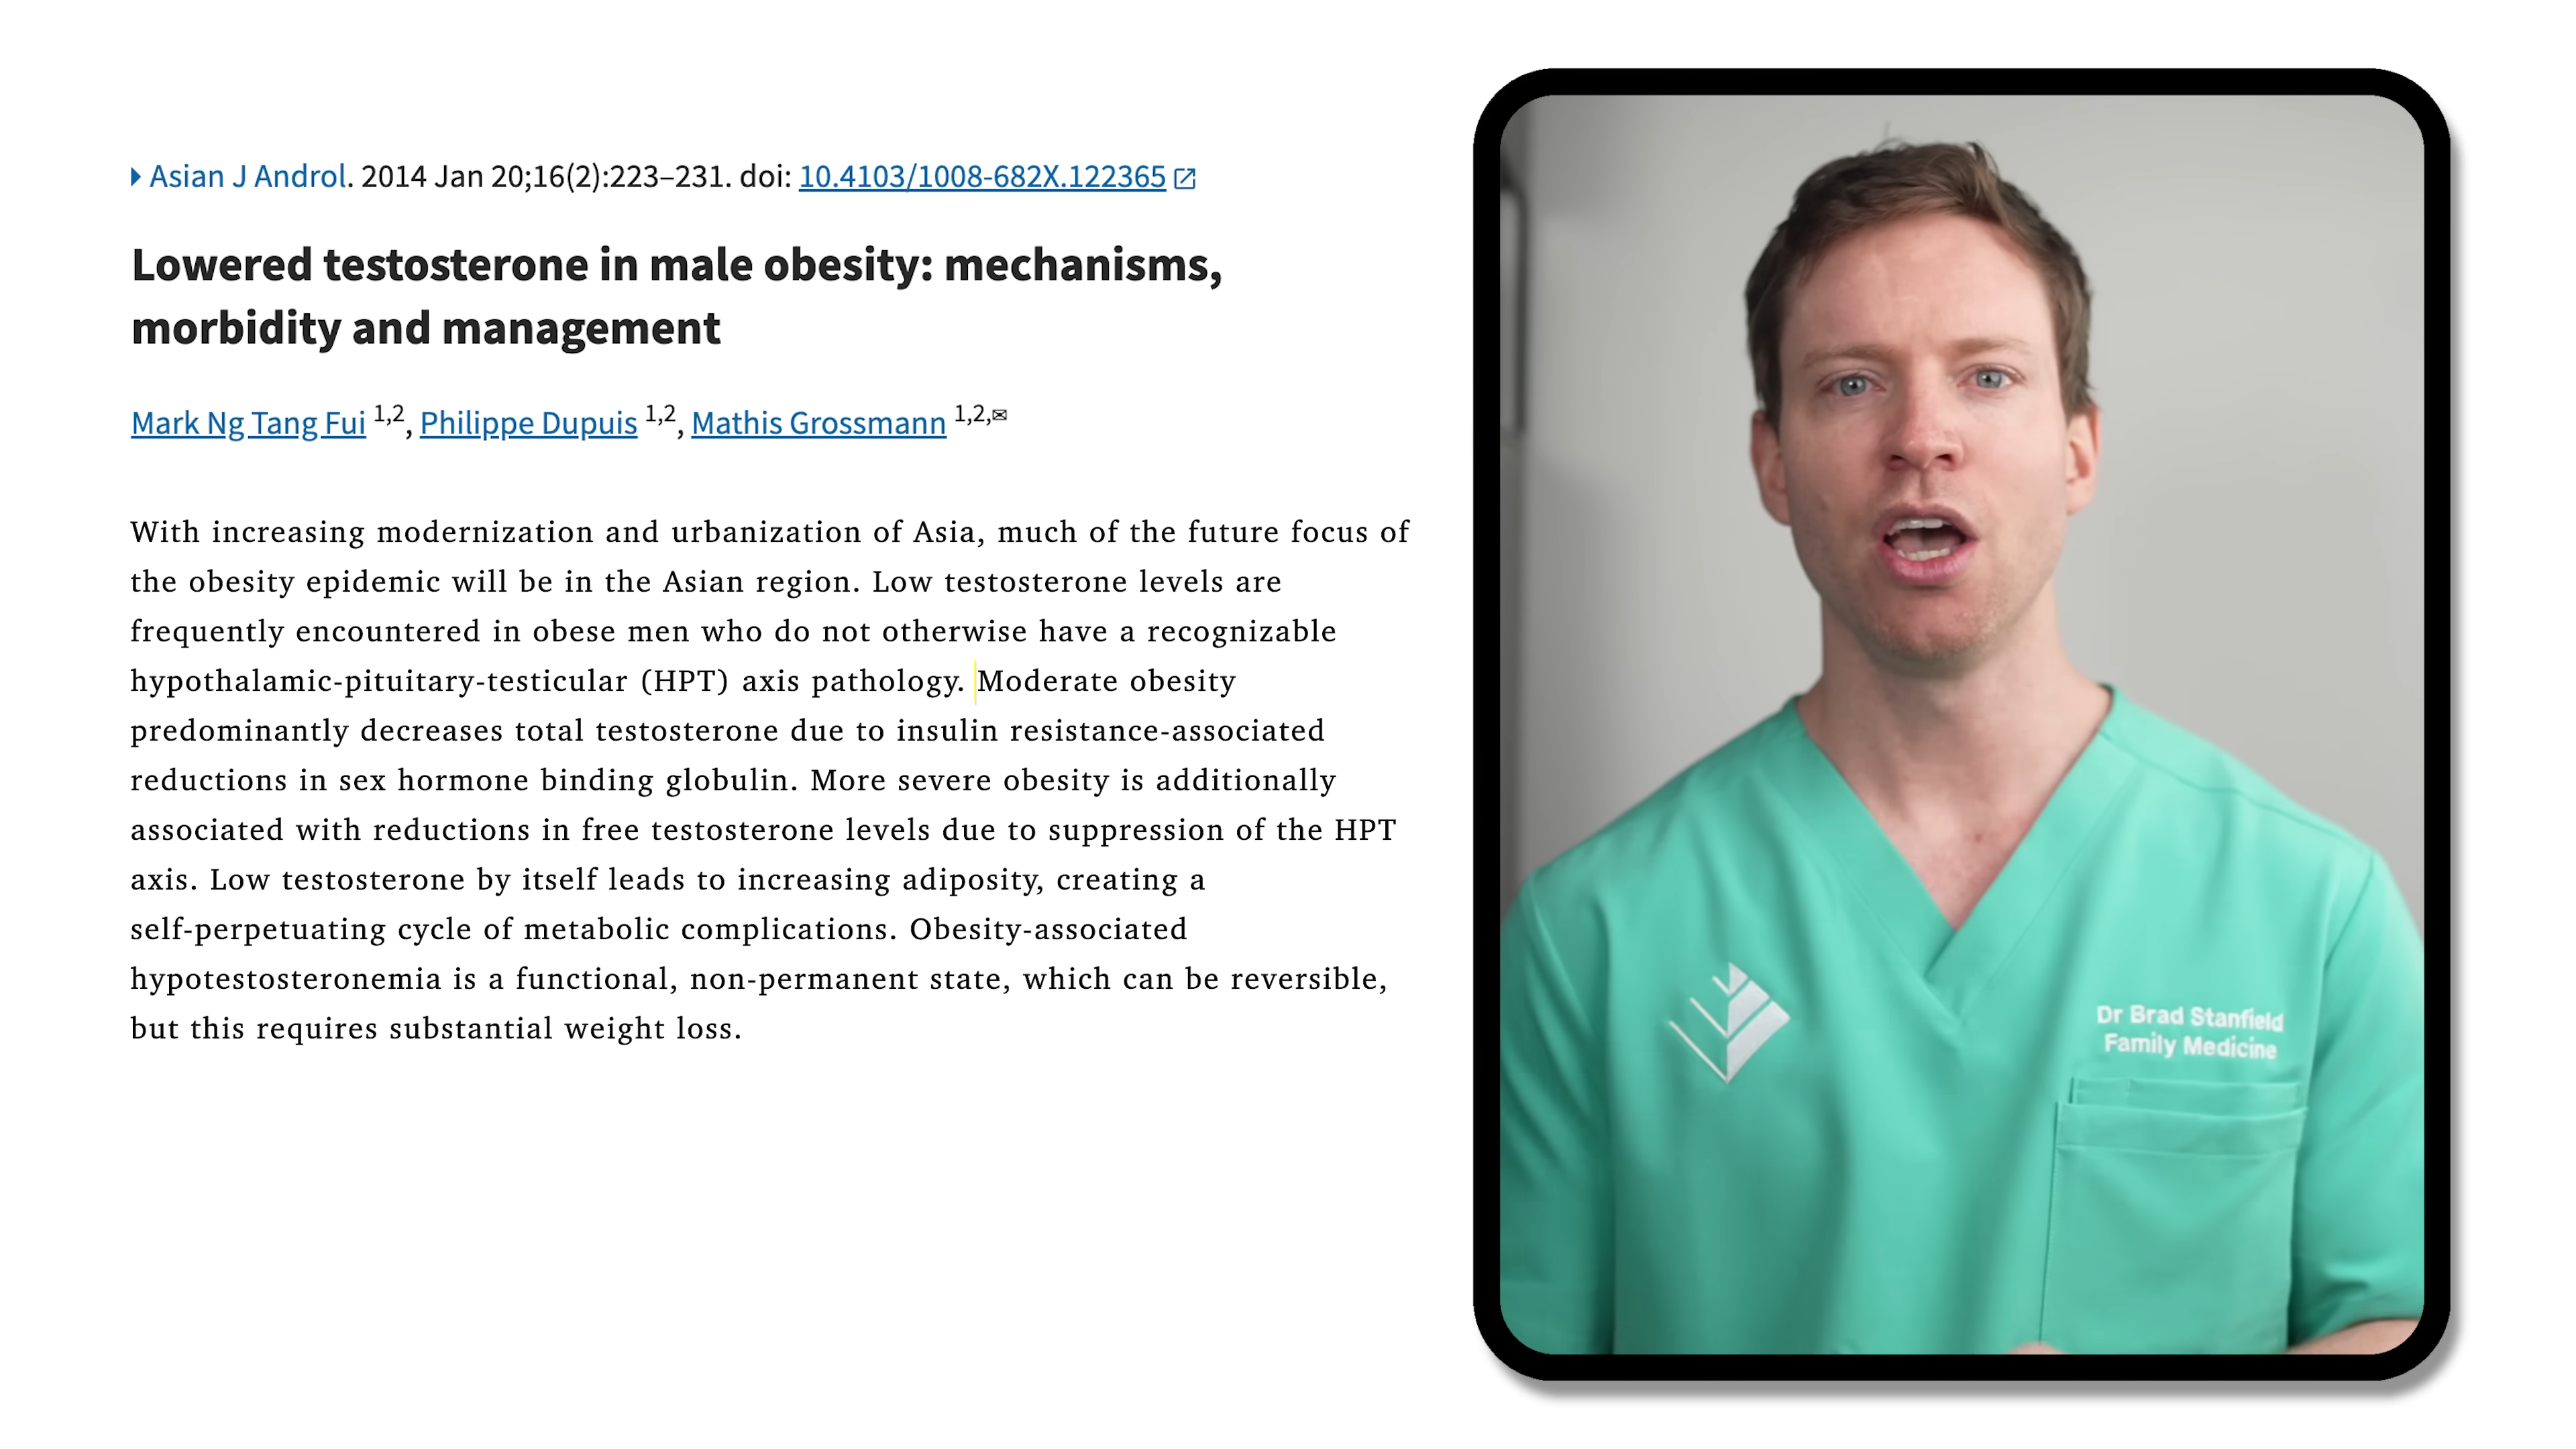 Asian J Androl. 2014 Jan 20;16(2):223–231. doi: 10.4103/1008-682X.122365
Lowered testosterone in male obesity: mechanisms,
morbidity and management
Mark Ng Tang Fui 1,2, Philippe Dupuis 1,2, Mathis Grossmann 1,2,✉
With increasing modernization and urbanization of Asia, much of the future focus of
the obesity epidemic will be in the Asian region. Low testosterone levels are
frequently encountered in obese men who do not otherwise have a recognizable
hypothalamic-pituitary-testicular (HPT) axis pathology. Moderate obesity
predominantly decreases total testosterone due to insulin resistance-associated
reductions in sex hormone binding globulin. More severe obesity is additionally
associated with reductions in free testosterone levels due to suppression of the HPT
axis. Low testosterone by itself leads to increasing adiposity, creating a
self-perpetuating cycle of metabolic complications. Obesity-associated
hypotestosteronemia is a functional, non-permanent state, which can be reversible,
but this requires substantial weight loss.
Dr Brad Stanfield
Family Medicine